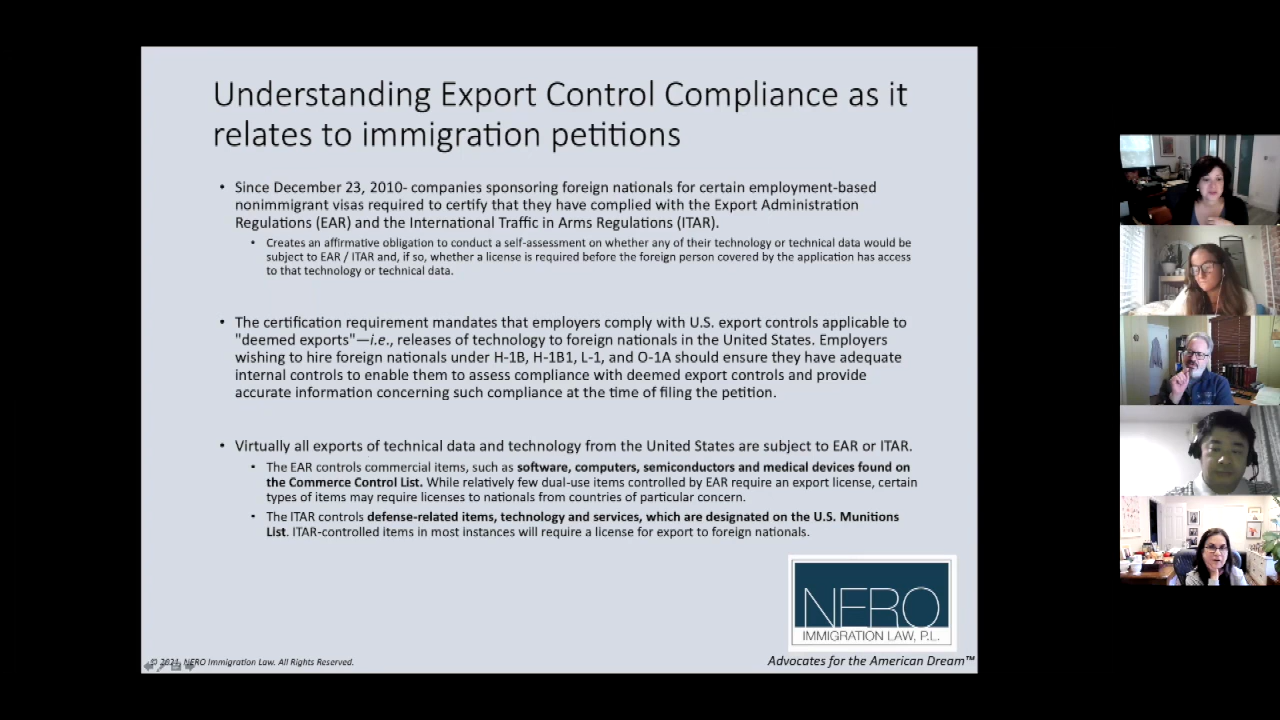 Understanding Export Control Compliance as it
relates to immigration petitions
• Since December 23, 2010- companies sponsoring foreign nationals for certain employment-based
nonimmigrant visas required to certify that they have complied with the Export Administration
Regulations (EAR) and the International Traffic in Arms Regulations (ITAR).
• Creates an affirmative obligation to conduct a self-assessment on whether any of their technology or technical data would be
subject to EAR / ITAR and, if so, whether a license is required before the foreign person covered by the application has access
to that technology or technical data.
• The certification requirement mandates that employers comply with U.S. export controls applicable to
"deemed exports"—i.e., releases of technology to foreign nationals in the United States. Employers
wishing to hire foreign nationals under H-1B, H-1B1, L-1, and O-1A should ensure they have adequate
internal controls to enable them to assess compliance with deemed export controls and provide
accurate information concerning such compliance at the time of filing the petition.
• Virtually all exports of technical data and technology from the United States are subject to EAR or ITAR.
• The EAR controls commercial items, such as software, computers, semiconductors and medical devices found on
the Commerce Control List. While relatively few dual-use items controlled by EAR require an export license, certain
types of items may require licenses to nationals from countries of particular concern.
• The ITAR controls defense-related items, technology and services, which are designated on the U.S. Munitions
List. ITAR-controlled items in most instances will require a license for export to foreign nationals.
NERO
IMMIGRATION LAW, P.L.
© 2021, NERO Immigration Law. All Rights Reserved.
Advocates for the American Dream™